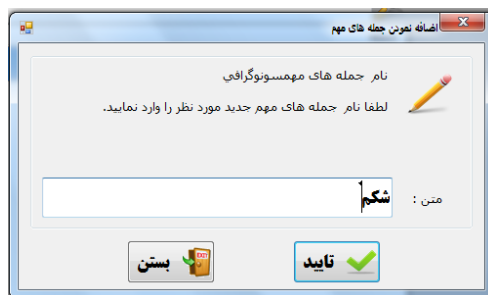 اضافه نمودن جمله های مهم
نام جمله های مهمسونوگرافي
لطفا نام جمله های مهم جدید مورد نظر را وارد نمایید.
متن : شکم
تایید
بستن
EXIT